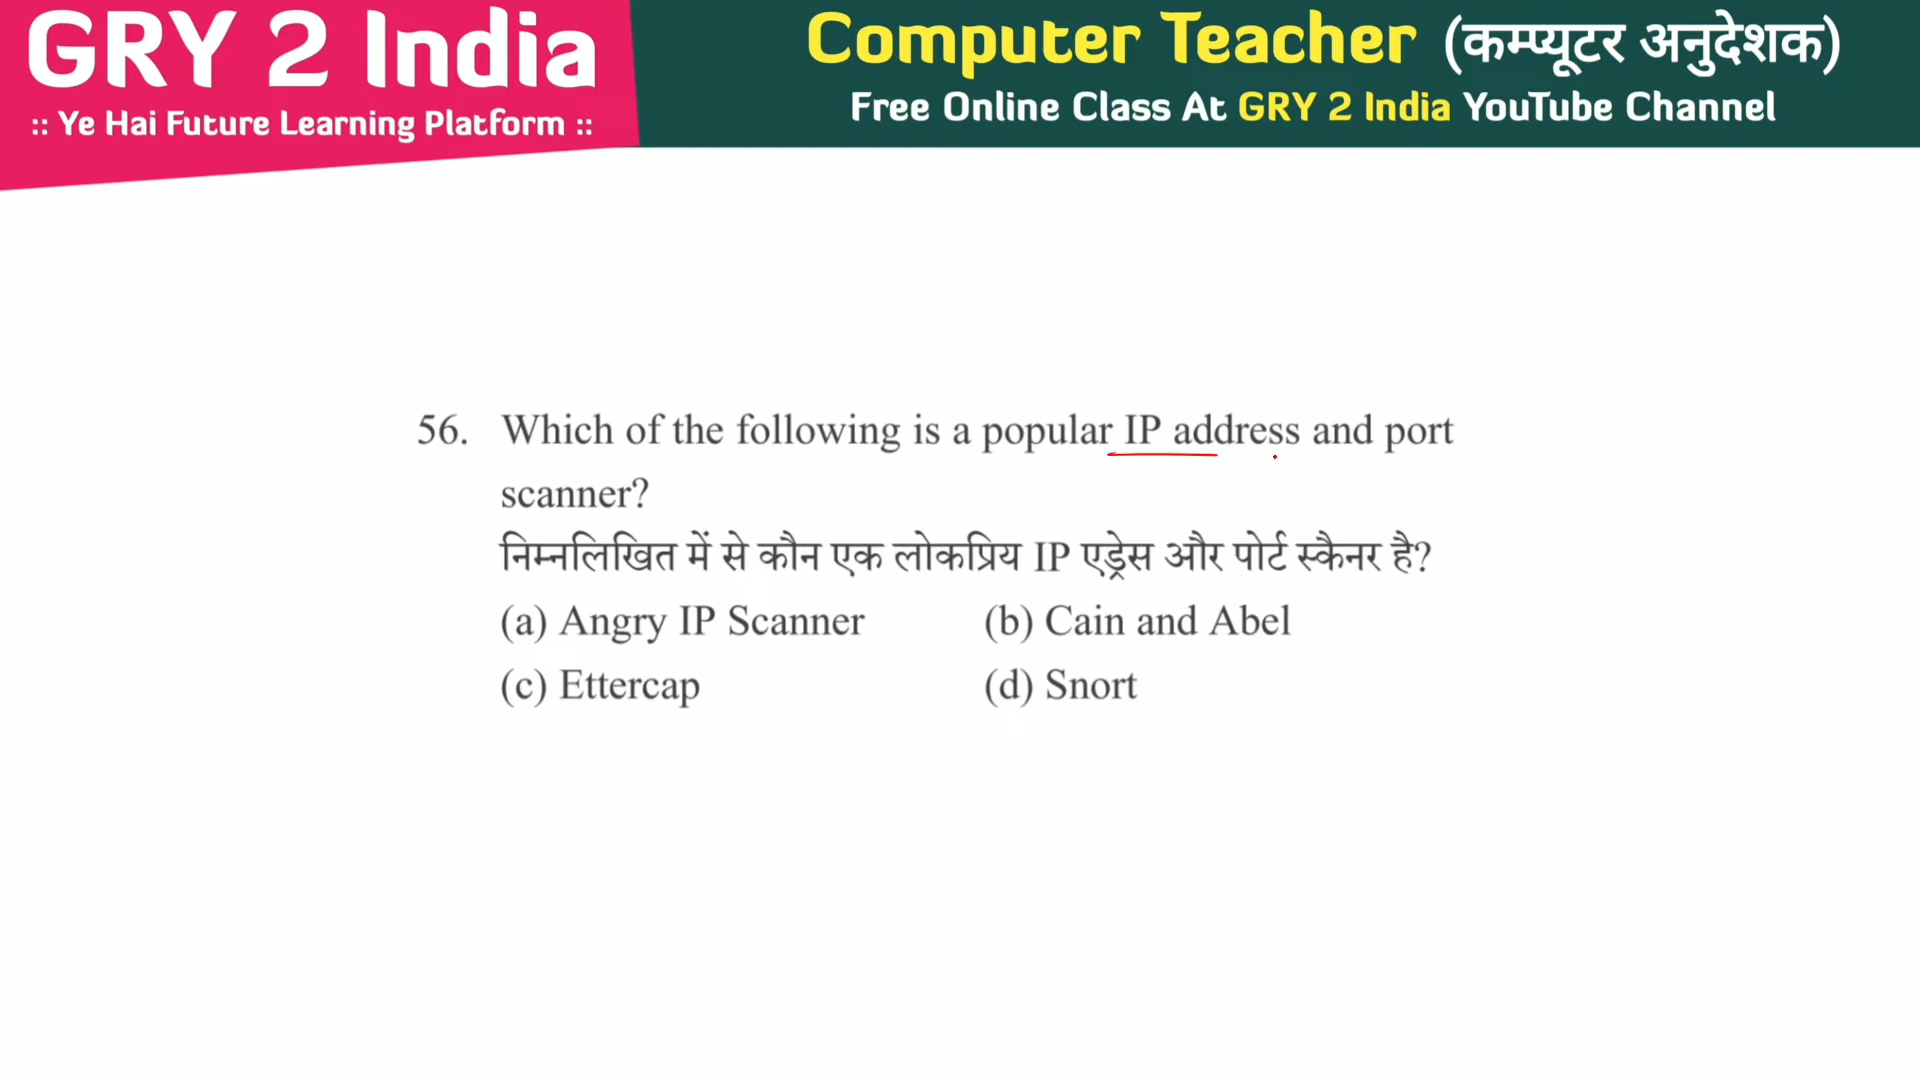 GRY 2 India
:: Ye Hai Future Learning Platform ::
Computer Teacher (कम्प्यूटर अनुदेशक)
Free Online Class At GRY 2 India YouTube Channel
56. Which of the following is a popular IP address and port
scanner?
निम्नलिखित में से कौन एक लोकप्रिय IP एड्रेस और पोर्ट स्कैनर है?
(a) Angry IP Scanner (b) Cain and Abel
(c) Ettercap (d) Snort